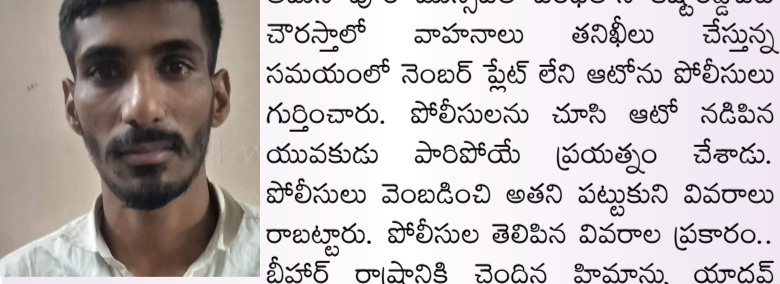 చౌరస్తాలో వాహనాలు తనిఖీలు చేస్తున్న
సమయంలో నెంబర్ ప్లేట్ లేని ఆటోను పోలీసులు
గుర్తించారు. పోలీసులను చూసి ఆటో నడిపిన
యువకుడు పారిపోయే ప్రయత్నం చేశాడు.
పోలీసులు వెంబడించి అతని పట్టుకుని వివరాలు
రాబట్టారు. పోలీసుల తెలిపిన వివరాల ప్రకారం..
బీహార్ రాష్ట్రానికి చెందిన హిమాన్షు యాదవ్